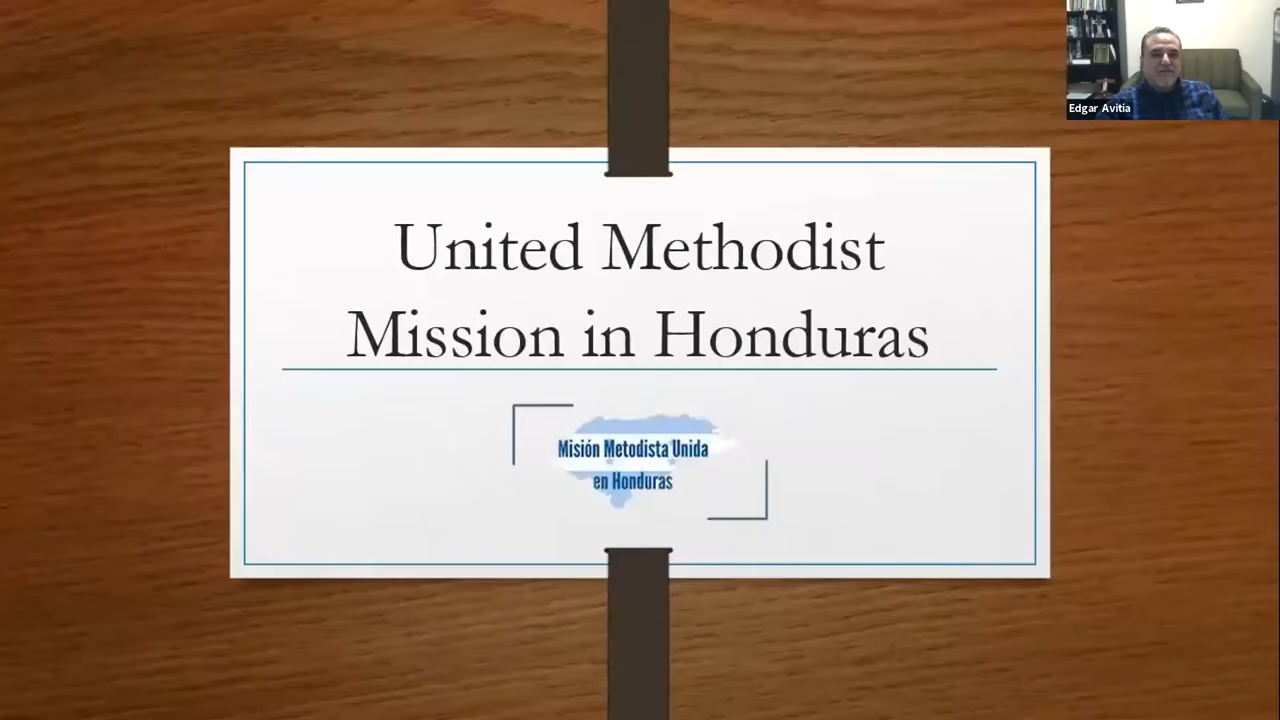 Edgar Avitia
United Methodist
Mission in Honduras
Misión Metodista Unida
en Honduras